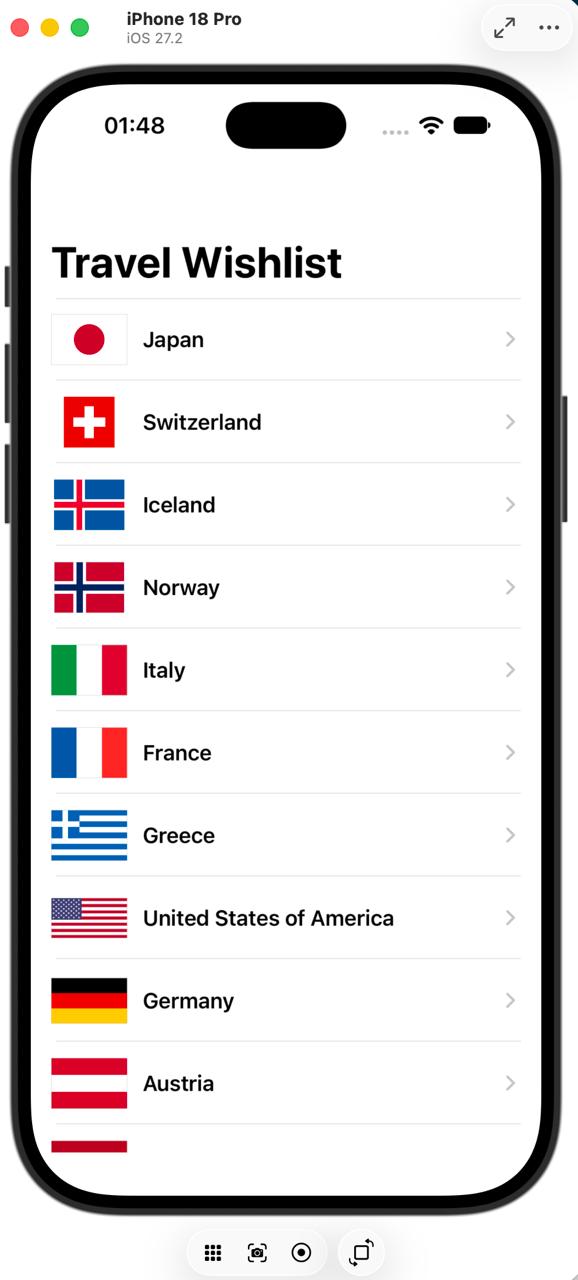 iPhone 18 Pro
iOS 27.2
01:48
Travel Wishlist
Japan
Switzerland
Iceland
Norway
Italy
France
Greece
United States of America
Germany
Austria